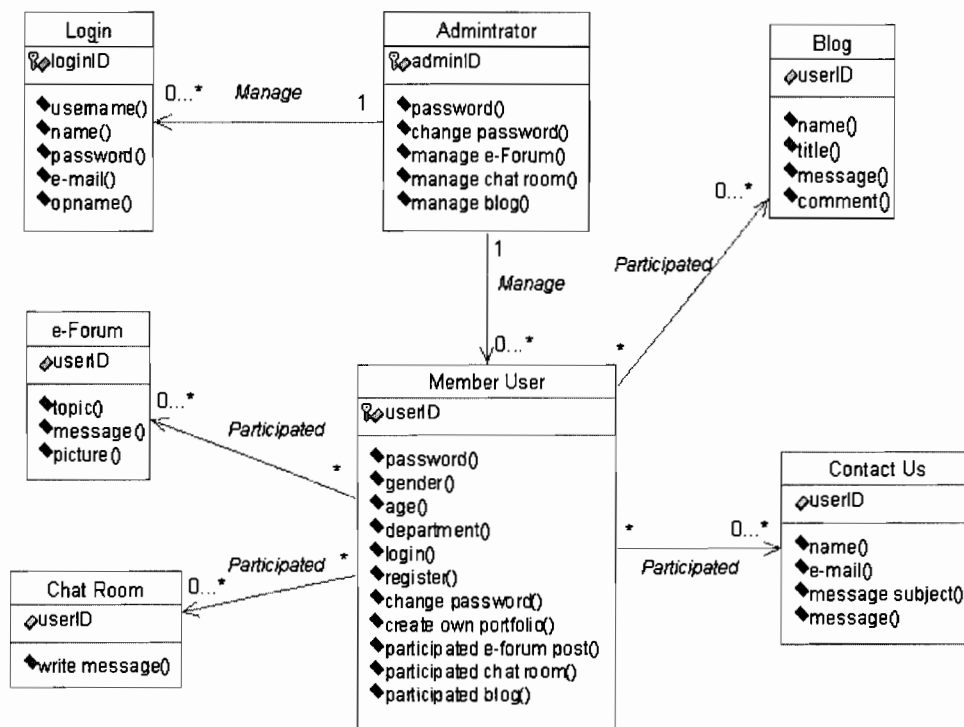 Login
loginID
username()
name()
password()
e-mail()
opname()
0...*
Manage
1
Admintrator
adminID
password()
change password()
manage e-Forum()
manage chat room()
manage blog()
Blog
userID
name()
title()
message()
comment()
0...*
Participated
*
1
Manage
0...*
e-Forum
userID
topic()
message()
picture()
0...*
Participated
*
Member User
userID
password()
gender()
age()
department()
login()
register()
change password()
create own portfolio()
participated e-forum post()
participated chat room()
participated blog()
Contact Us
userID
name()
e-mail()
message subject()
message()
*
0...*
Participated
Chat Room
userID
write message()
0...*
Participated
*